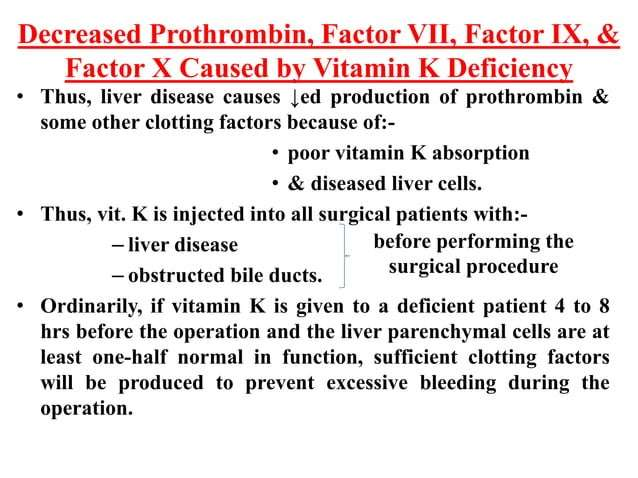 Decreased Prothrombin, Factor VII, Factor IX, &
Factor X Caused by Vitamin K Deficiency
• Thus, liver disease causes ↓ed production of prothrombin &
some other clotting factors because of:-
• poor vitamin K absorption
• & diseased liver cells.
• Thus, vit. K is injected into all surgical patients with:-
– liver disease
– obstructed bile ducts.
before performing the
surgical procedure
• Ordinarily, if vitamin K is given to a deficient patient 4 to 8
hrs before the operation and the liver parenchymal cells are at
least one-half normal in function, sufficient clotting factors
will be produced to prevent excessive bleeding during the
operation.